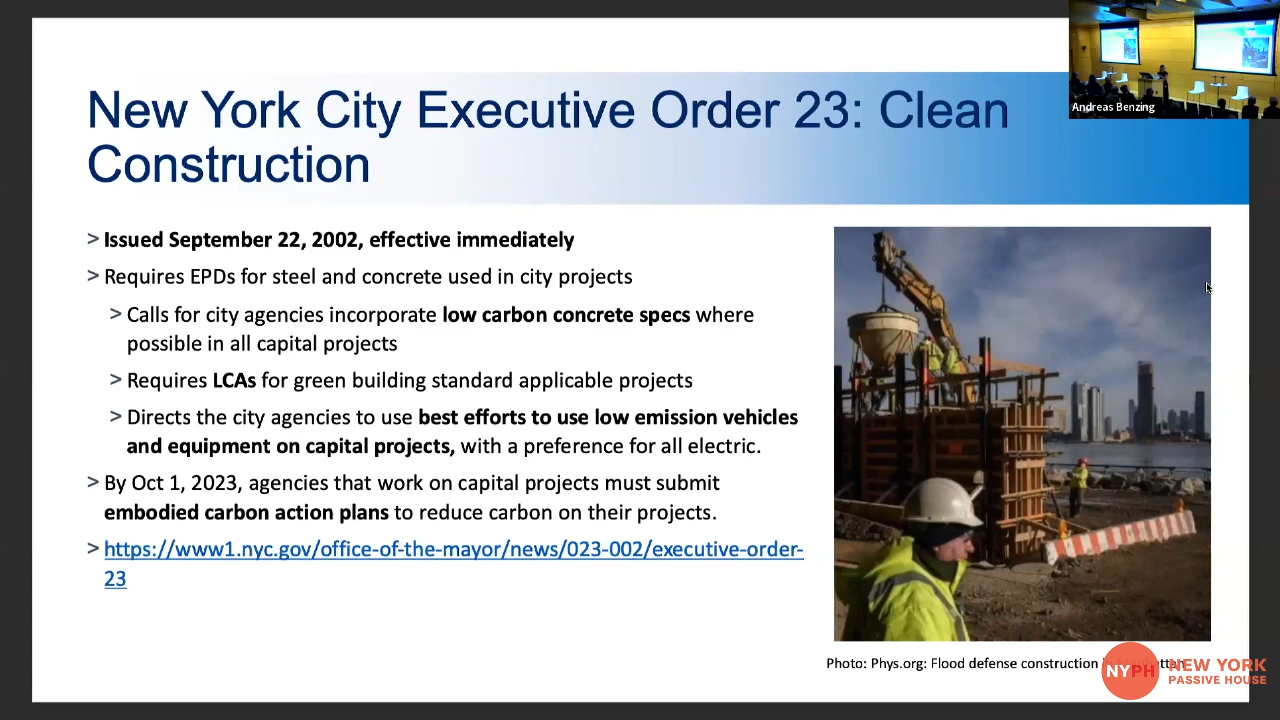 Andreas Benzing
New York City Executive Order 23: Clean
Construction
> Issued September 22, 2002, effective immediately
> Requires EPDs for steel and concrete used in city projects
> Calls for city agencies incorporate low carbon concrete specs where
possible in all capital projects
> Requires LCAs for green building standard applicable projects
> Directs the city agencies to use best efforts to use low emission vehicles
and equipment on capital projects, with a preference for all electric.
> By Oct 1, 2023, agencies that work on capital projects must submit
embodied carbon action plans to reduce carbon on their projects.
> https://www1.nyc.gov/office-of-the-mayor/news/023-002/executive-order-
23
Photo: Phys.org: Flood defense construction
NYPH NEW YORK
PASSIVE HOUSE